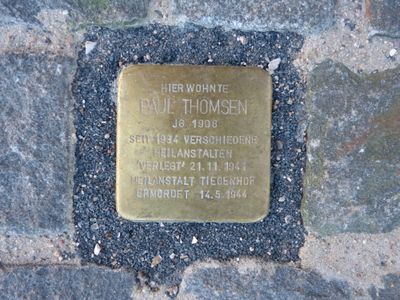 HIER WOHNTE
PAUL THOMSEN
JG. 1908
SEIT 1934 VERSCHIEDENE
HEILANSTALTEN
'VERLEGT' 21.11.1941
HEILANSTALT TIEGENHOF
ERMORDET 14.5.1944